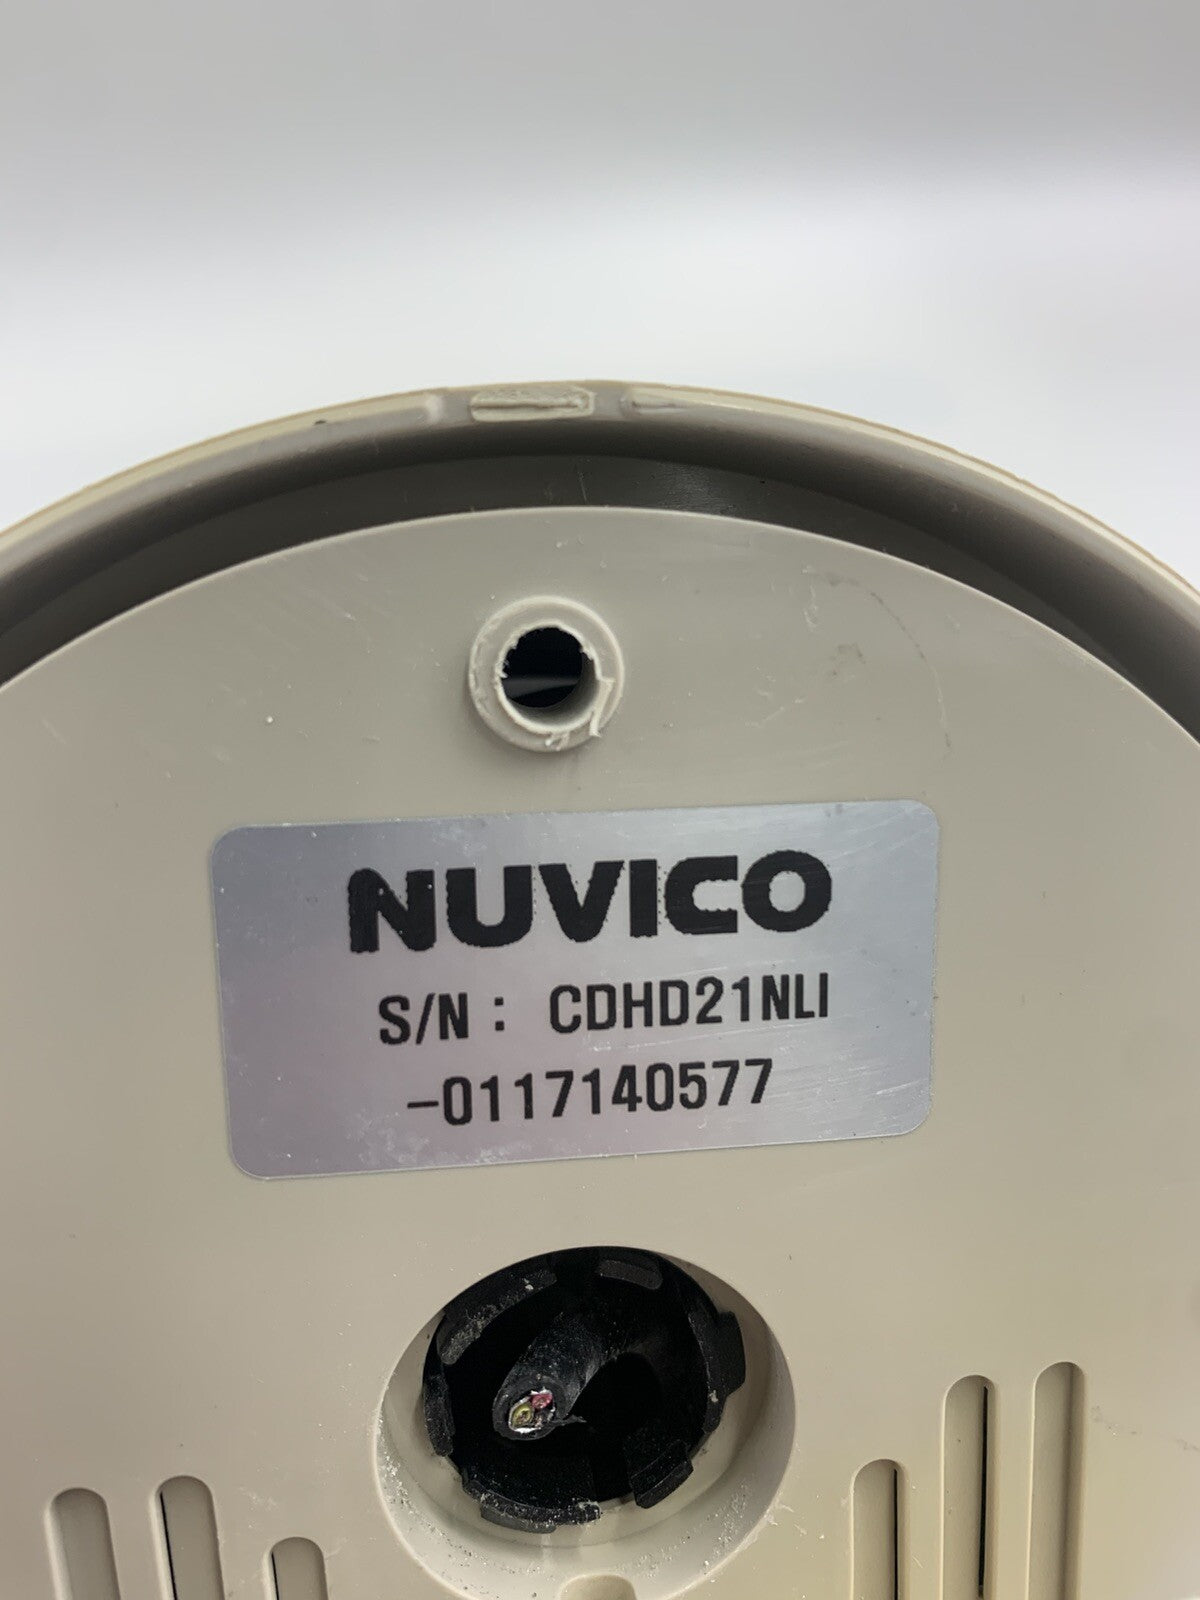 NUVICO
S/N : CDHD21NLI
-0117140577